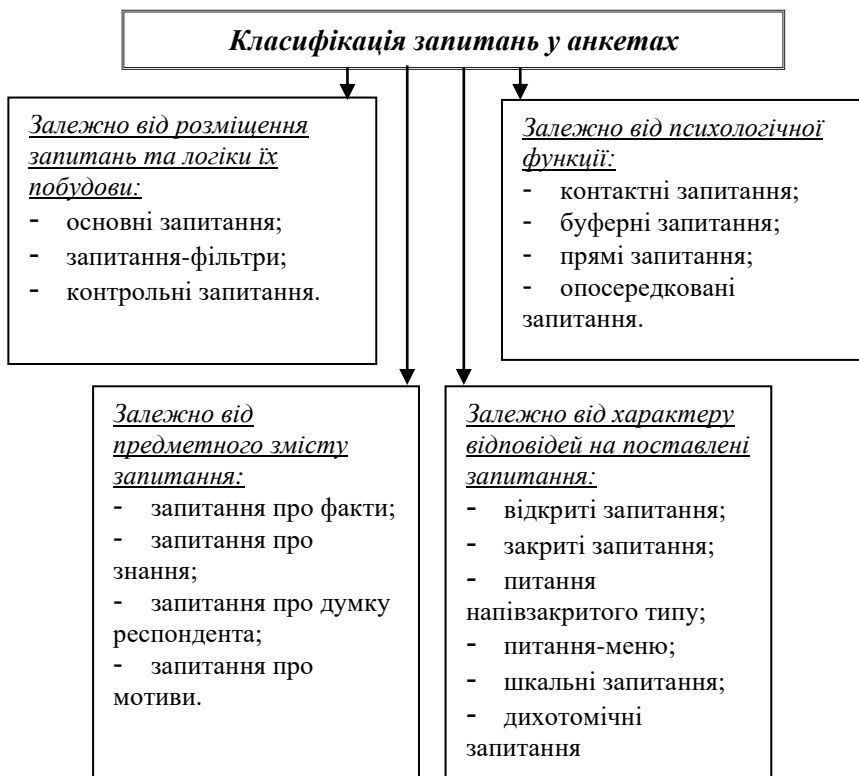 Класифікація запитань у анкетах
Залежно від розміщення
запитань та логіки їх
побудови:
- основні запитання;
- запитання-фільтри;
- контрольні запитання.
Залежно від психологічної
функції:
- контактні запитання;
- буферні запитання;
- прямі запитання;
- опосередковані
запитання.
Залежно від
предметного змісту
запитання:
- запитання про факти;
- запитання про
знання;
- запитання про думку
респондента;
- запитання про
мотиви.
Залежно від характеру
відповідей на поставлені
запитання:
- відкриті запитання;
- закриті запитання;
- питання
напівзакритого типу;
- питання-меню;
- шкальні запитання;
- дихотомічні
запитання